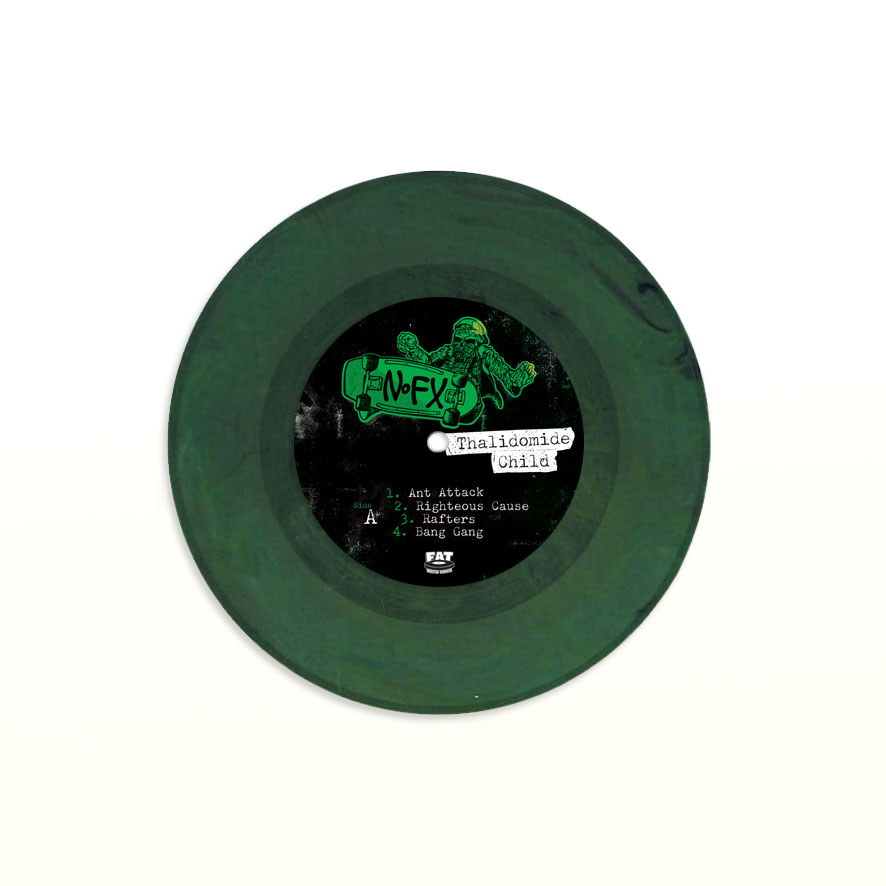 NOFX
Thalidomide
Child
1. Ant Attack
2. Righteous Cause
3. Rafters
4. Bang Gang
Side
A
FAT